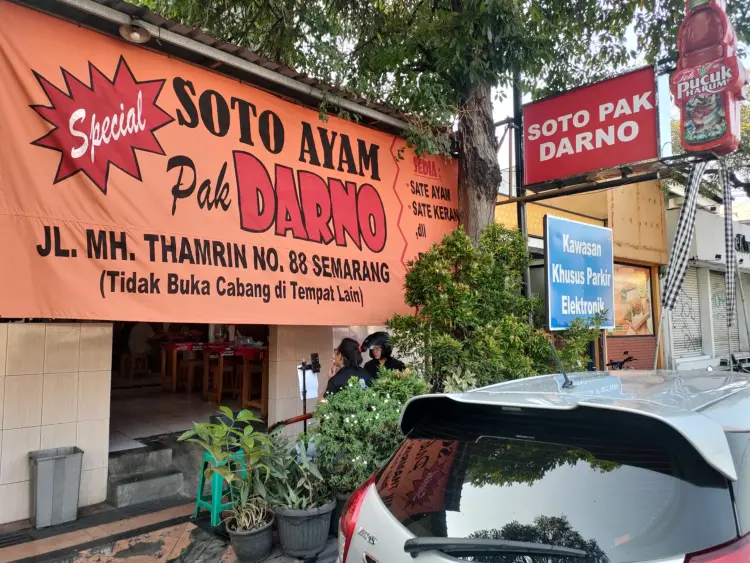 Special
SOTO AYAM
Pak DARNO
SEDIA :
• SATE AYAM
• SATE KERAN
, dll
JL. MH. THAMRIN NO. 88 SEMARANG
(Tidak Buka Cabang di Tempat Lain)
SOTO PAK
DARNO
Teh
Pucuk
HARUM
Kawasan
Khusus Parkir
Elektronik